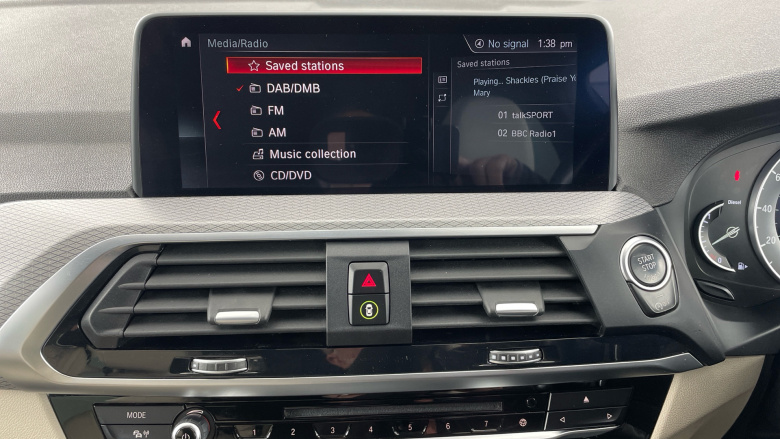 Media/Radio
No signal 1:38 pm
Saved stations
DAB/DMB
FM
AM
Music collection
CD/DVD
Saved stations
Playing... Shackles (Praise Y
Mary
01 talkSPORT
02 BBC Radio1
START
STOP
Diesel
40
20
0
MODE
1 2 3 4 5 6 7